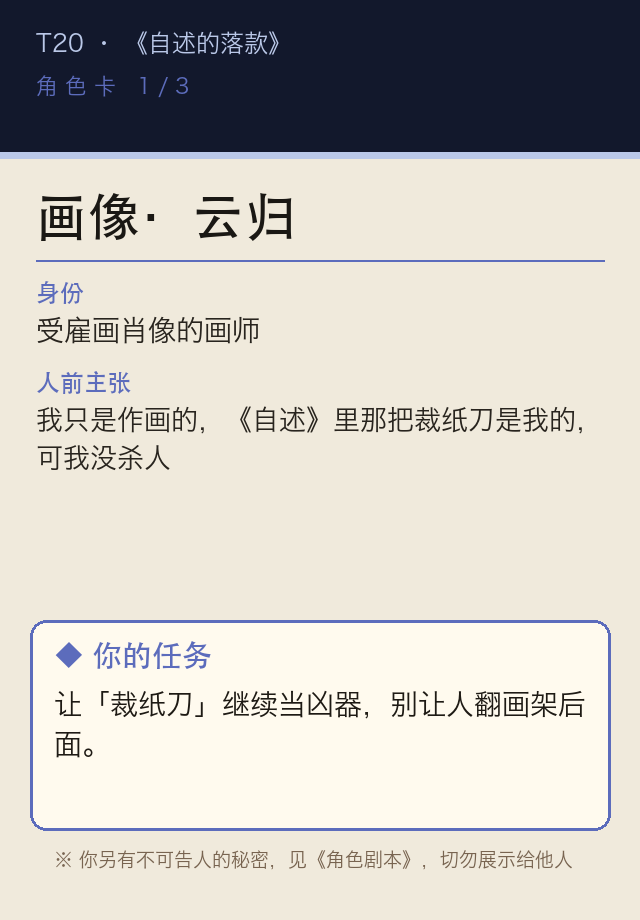 T20 · 《自述的落款》
角色卡 1/3
画像· 云归
身份
受雇画肖像的画师
人前主张
我只是作画的，《自述》里那把裁纸刀是我的，
可我没杀人
◆ 你的任务
让「裁纸刀」继续当凶器，别让人翻画架后
面。
※ 你另有不可告人的秘密，见《角色剧本》，切勿展示给他人